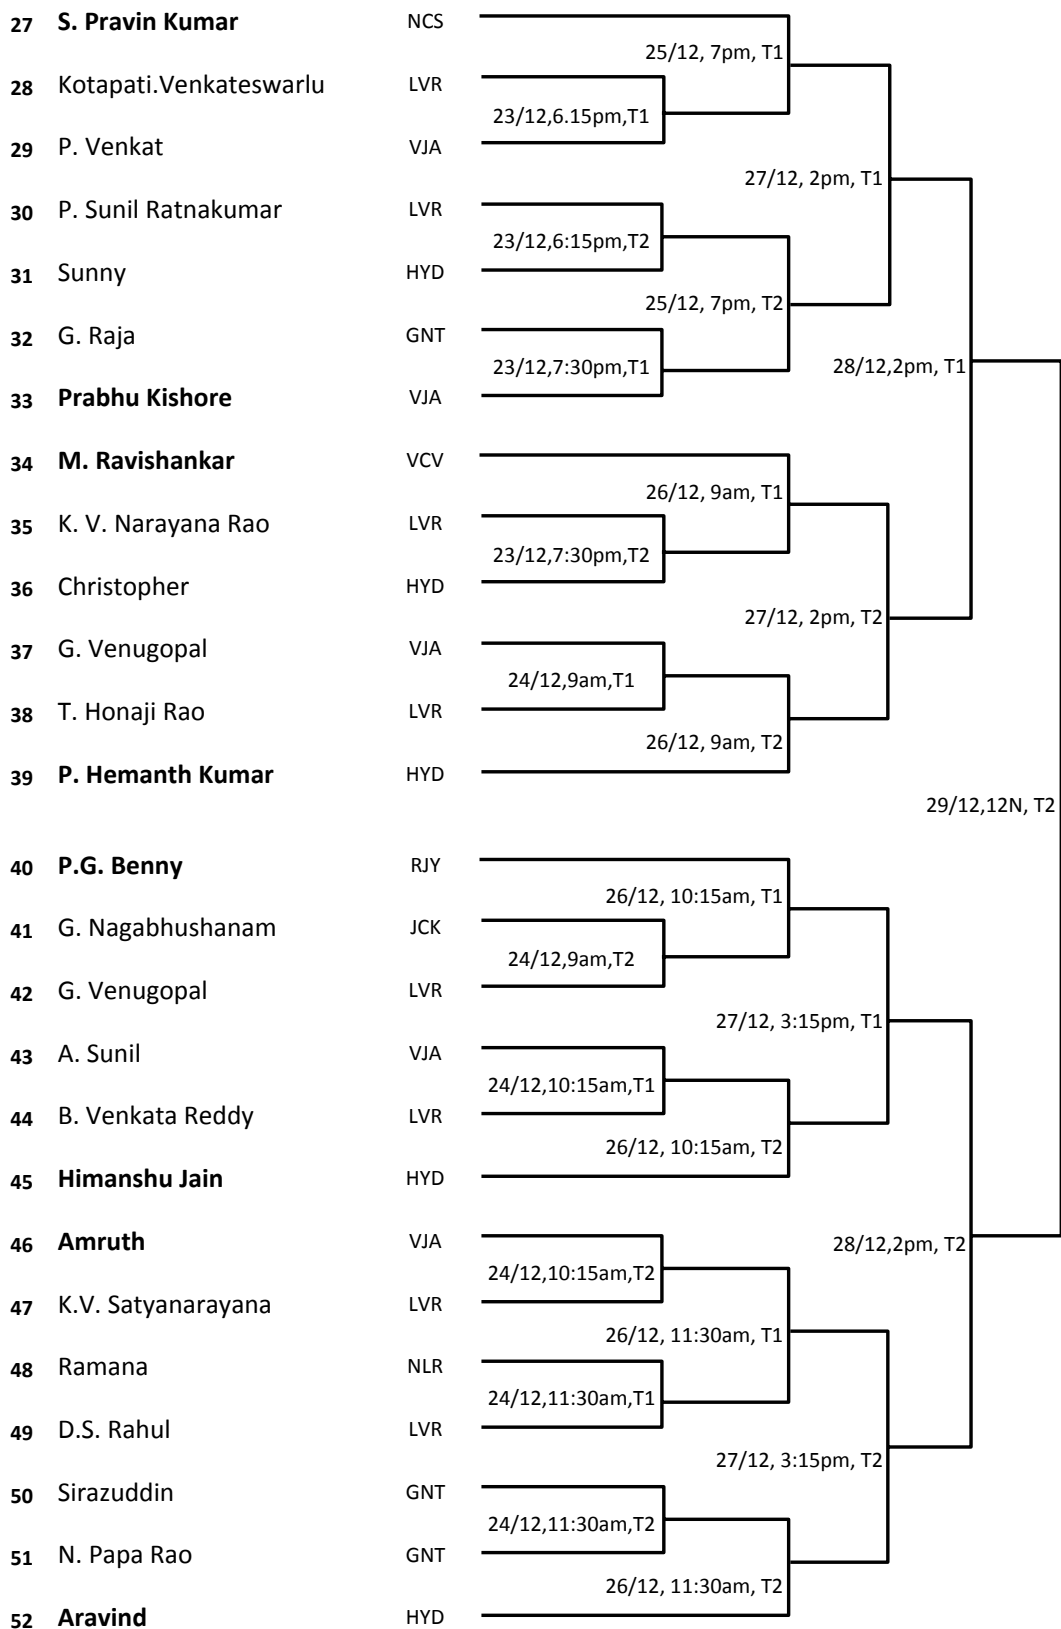 27 S. Pravin Kumar NCS
25/12, 7pm, T1
28 Kotapati.Venkateswarlu LVR
23/12,6.15pm,T1
29 P. Venkat VJA
27/12, 2pm, T1
30 P. Sunil Ratnakumar LVR
23/12,6:15pm,T2
31 Sunny HYD
25/12, 7pm, T2
32 G. Raja GNT
23/12,7:30pm,T1
28/12,2pm, T1
33 Prabhu Kishore VJA
34 M. Ravishankar VCV
26/12, 9am, T1
35 K. V. Narayana Rao LVR
23/12,7:30pm,T2
36 Christopher HYD
27/12, 2pm, T2
37 G. Venugopal VJA
24/12,9am,T1
38 T. Honaji Rao LVR
26/12, 9am, T2
39 P. Hemanth Kumar HYD
29/12,12N, T2
40 P.G. Benny RJY
26/12, 10:15am, T1
41 G. Nagabhushanam JCK
24/12,9am,T2
42 G. Venugopal LVR
27/12, 3:15pm, T1
43 A. Sunil VJA
24/12,10:15am,T1
44 B. Venkata Reddy LVR
26/12, 10:15am, T2
45 Himanshu Jain HYD
46 Amruth VJA
28/12,2pm, T2
24/12,10:15am,T2
47 K.V. Satyanarayana LVR
26/12, 11:30am, T1
48 Ramana NLR
24/12,11:30am,T1
49 D.S. Rahul LVR
27/12, 3:15pm, T2
50 Sirazuddin GNT
24/12,11:30am,T2
51 N. Papa Rao GNT
26/12, 11:30am, T2
52 Aravind HYD